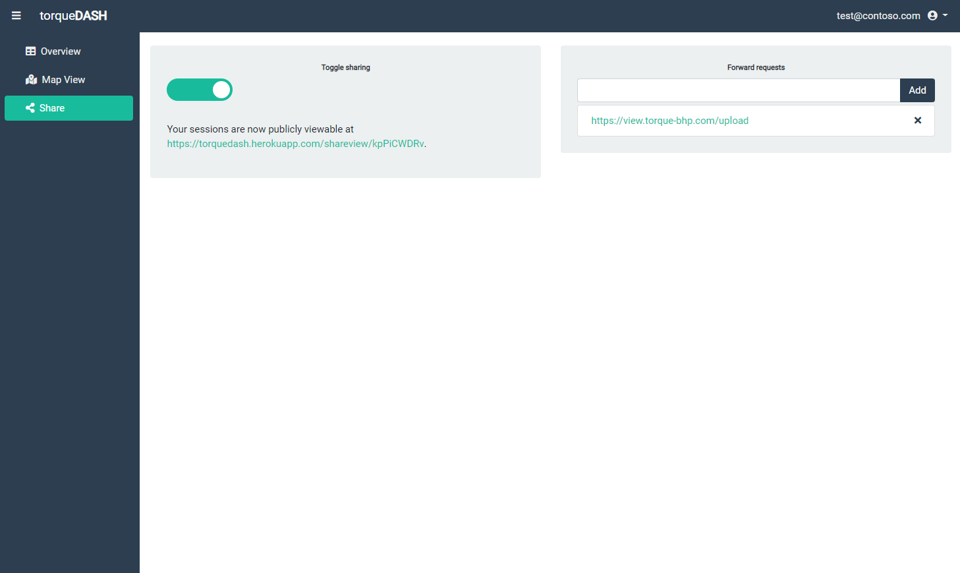 torqueDASH
test@contoso.com
Overview
Map View
Share
Toggle sharing
Your sessions are now publicly viewable at
https://torquedash.herokuapp.com/shareview/kpPiCWDRv.
Forward requests
Add
https://view.torque-bhp.com/upload